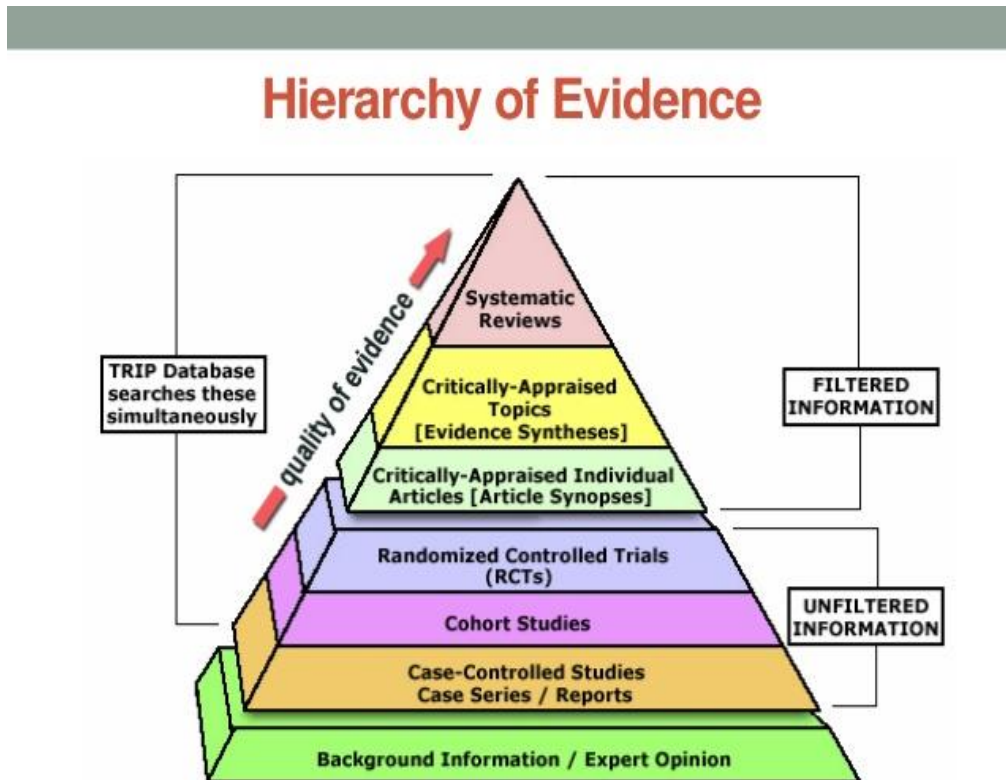 Hierarchy of Evidence
quality of evidence
TRIP Database
searches these
simultaneously
Systematic
Reviews
Critically-Appraised
Topics
[Evidence Syntheses]
Critically-Appraised Individual
Articles [Article Synopses]
FILTERED
INFORMATION
Randomized Controlled Trials
(RCTs)
Cohort Studies
Case-Controlled Studies
Case Series / Reports
UNFILTERED
INFORMATION
Background Information / Expert Opinion